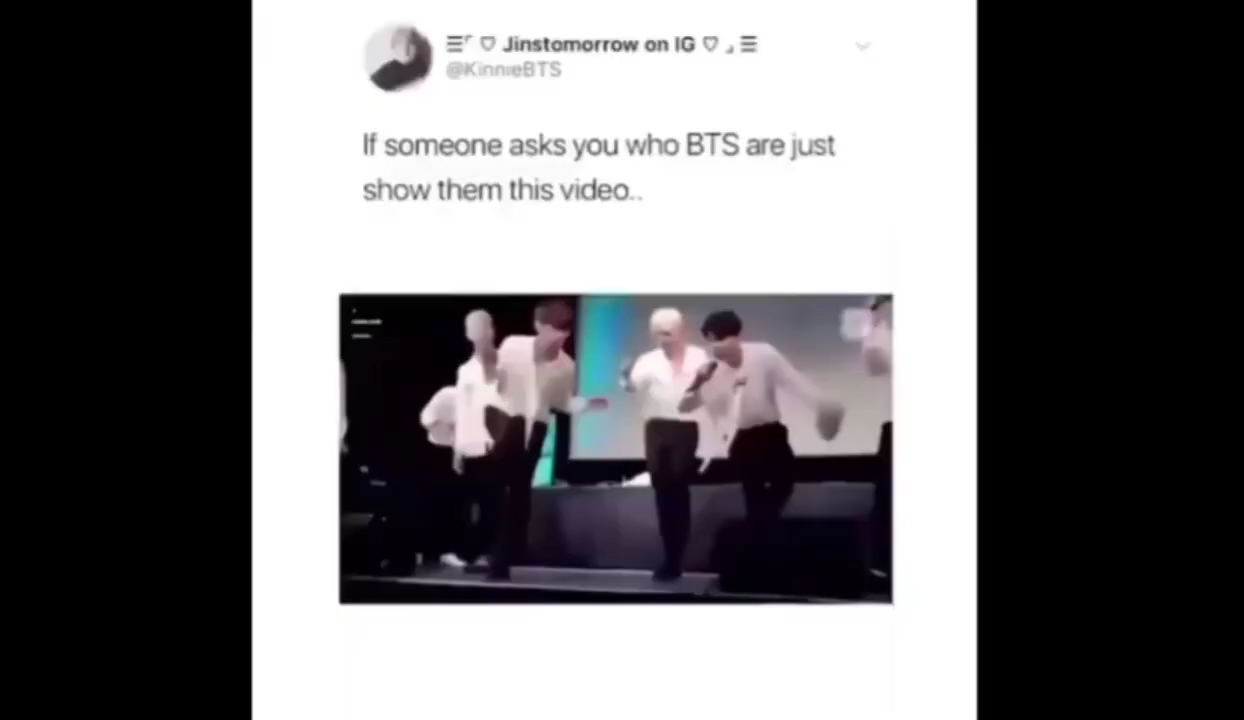 ☰⌜ ♡ Jinstomorrow on IG ♡ ⌟ ☰
@KinnieBTS
If someone asks you who BTS are just
show them this video..